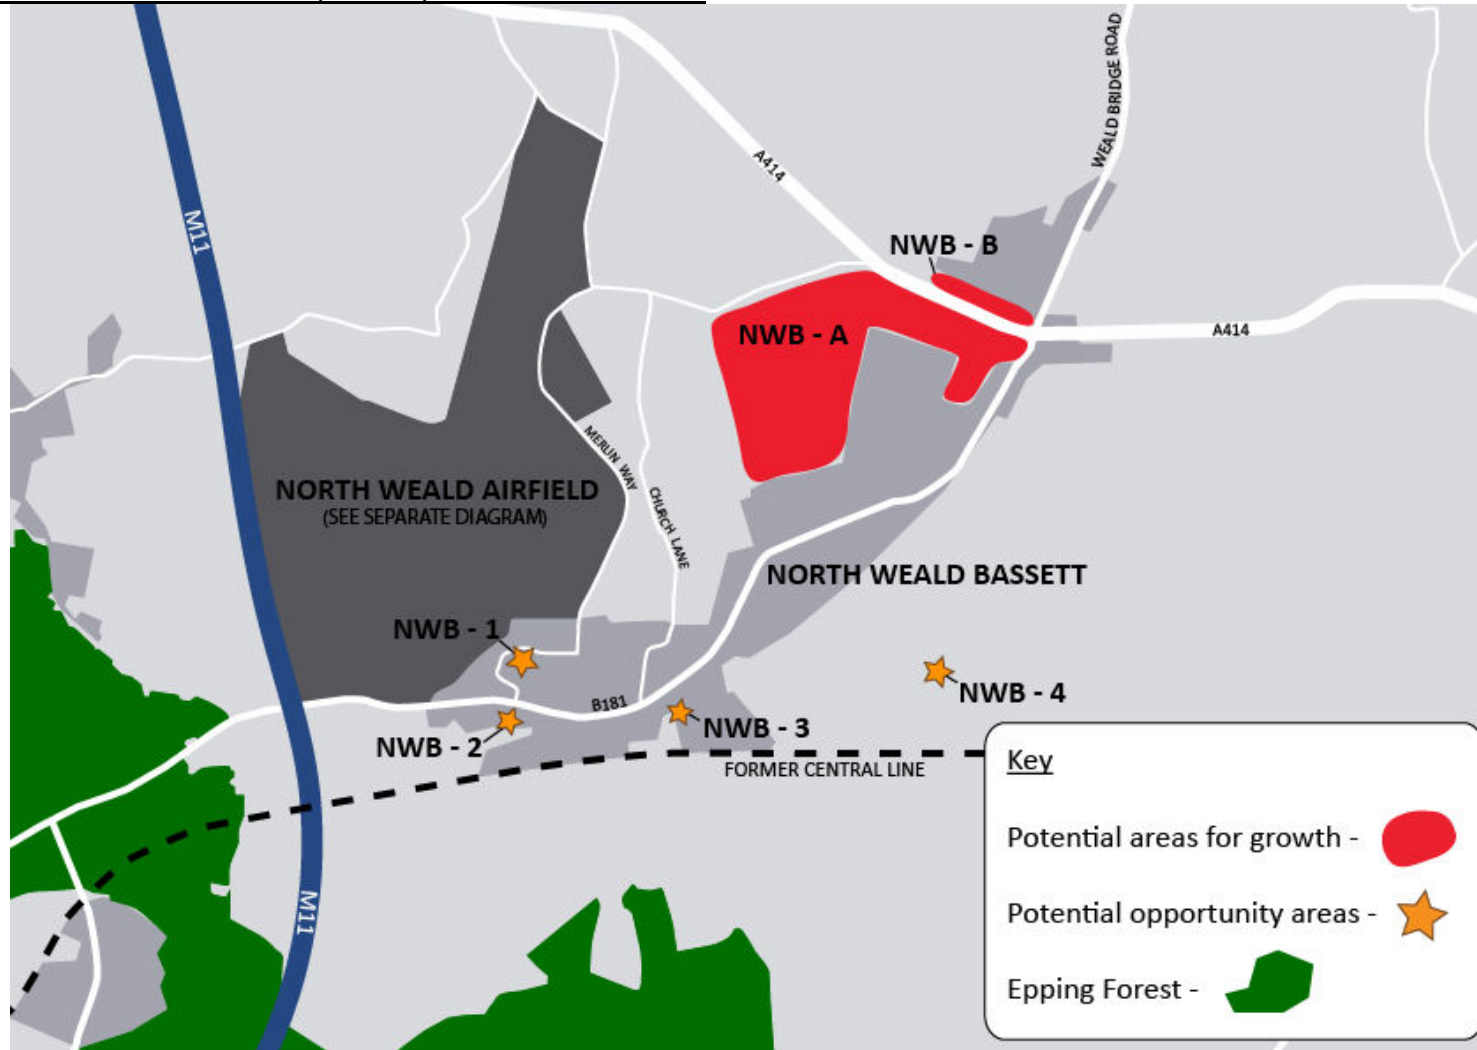 WEALD BRIDGE ROAD
A414
M11
NWB - B
NWB - A
A414
MERLIN WAY
NORTH WEALD AIRFIELD
(SEE SEPARATE DIAGRAM)
CHURCH LANE
NORTH WEALD BASSETT
NWB - 1
NWB - 4
B181
NWB - 3
NWB - 2
FORMER CENTRAL LINE
M11
Key
Potential areas for growth -
Potential opportunity areas -
Epping Forest -